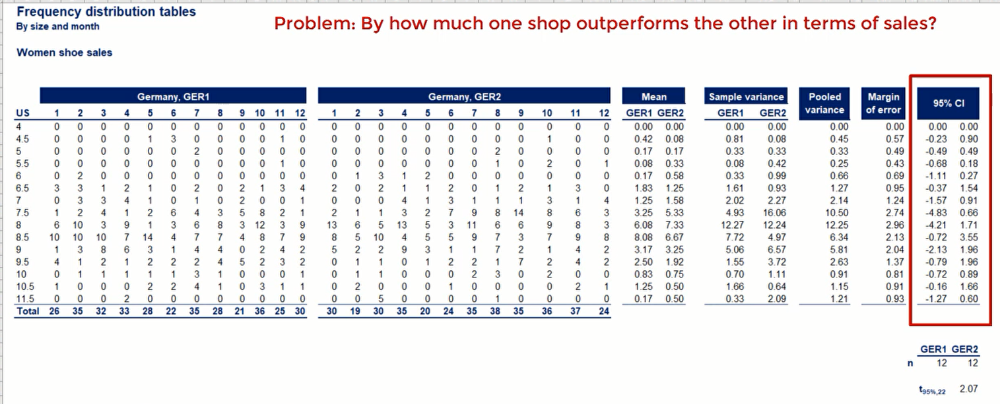 Frequency distribution tables
Problem: By how much one shop outperforms the other in terms of sales?
By size and month
Women shoe sales
Germany, GER1 Germany, GER2 Mean Sample variance Pooled variance Margin of error 95% CI
US 1 2 3 4 5 6 7 8 9 10 11 12 1 2 3 4 5 6 7 8 9 10 11 12 GER1 GER2 GER1 GER2
4 0 0 0 0 0 0 0 0 0 0 0 0 0 0 0 0 0 0 0 0 0 0 0 0 0.00 0.00 0.00 0.00 0.00 0.00 0.00 0.00
4.5 0 0 0 0 1 3 0 0 0 0 1 0 0 0 0 0 0 0 0 0 0 1 0 0 0.42 0.08 0.81 0.08 0.45 0.57 -0.23 0.90
5 0 0 0 0 0 0 2 0 0 0 0 0 0 0 0 0 0 0 0 2 0 0 0 0 0.17 0.17 0.33 0.33 0.33 0.49 -0.49 0.49
5.5 0 0 0 0 0 0 0 0 0 0 1 0 0 0 0 0 0 0 0 1 0 2 0 1 0.08 0.33 0.08 0.42 0.25 0.43 -0.68 0.18
6 0 2 0 0 0 0 0 0 0 0 0 0 0 1 3 1 2 0 0 0 0 0 0 0 0.17 0.58 0.33 0.99 0.66 0.69 -1.11 0.27
6.5 3 3 1 2 1 0 2 0 2 1 3 4 2 0 2 1 1 2 0 1 2 1 3 0 1.83 1.25 1.61 0.93 1.27 0.95 -0.37 1.54
7 0 3 3 4 1 0 1 0 2 0 0 1 0 0 0 4 1 3 1 1 1 3 1 4 1.25 1.58 2.02 2.27 2.14 1.24 -1.57 0.91
7.5 1 2 4 1 2 6 4 3 5 8 2 1 2 1 1 3 2 7 9 8 14 8 6 3 3.25 5.33 4.93 16.06 10.50 2.74 -4.83 0.66
8 6 10 3 9 1 3 6 8 3 12 3 9 13 6 5 13 5 3 11 6 6 9 8 3 6.08 7.33 12.27 12.24 12.25 2.96 -4.21 1.71
8.5 10 10 10 7 14 4 7 7 4 8 7 9 8 5 10 4 5 5 9 7 3 7 9 8 8.08 6.67 7.72 4.97 6.34 2.13 -0.72 3.55
9 1 3 8 6 3 1 4 4 0 2 4 2 5 2 2 9 3 1 1 7 2 1 4 2 3.17 3.25 5.06 6.57 5.81 2.04 -2.13 1.96
9.5 4 1 2 1 2 2 2 4 5 2 3 2 0 1 1 0 1 2 2 1 7 2 4 2 2.50 1.92 1.55 3.72 2.63 1.37 -0.79 1.96
10 0 1 1 1 1 1 3 1 0 0 0 1 0 1 1 0 0 0 2 3 0 2 0 0 0.83 0.75 0.70 1.11 0.91 0.81 -0.72 0.89
10.5 1 0 0 0 2 2 4 1 0 3 1 1 0 2 0 0 0 1 0 0 0 0 2 1 1.25 0.50 1.66 0.64 1.15 0.91 -0.16 1.66
11.5 0 0 0 2 0 0 0 0 0 0 0 0 0 0 5 0 0 0 0 1 0 0 0 0 0.17 0.50 0.33 2.09 1.21 0.93 -1.27 0.60
Total 26 35 32 33 28 22 35 28 21 36 25 30 30 19 30 35 20 24 35 38 35 36 37 24
GER1 GER2
n 12 12
t95%,22 2.07